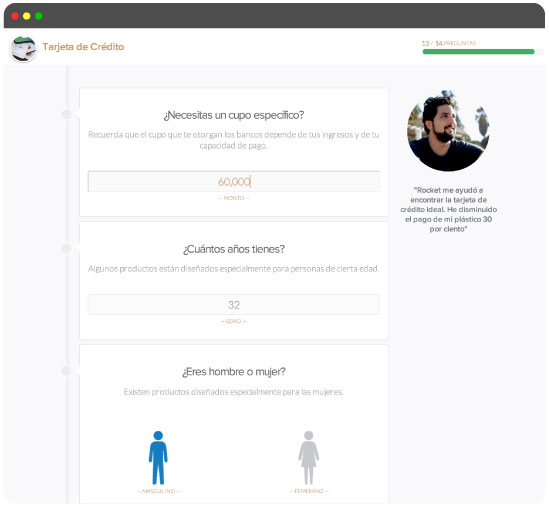 Tarjeta de Crédito
13 / 14 PREGUNTAS
¿Necesitas un cupo específico?
Recuerda que el cupo que te otorgan los bancos depende de tus ingresos y de tu
capacidad de pago.
60,000
-- MONTO --
"Rocket me ayudó a
encontrar la tarjeta de
crédito ideal. He disminuido
el pago de mi plástico 30
por ciento"
¿Cuántos años tienes?
Algunos productos están diseñados especialmente para personas de cierta edad.
32
-- EDAD --
¿Eres hombre o mujer?
Existen productos diseñados especialmente para las mujeres.
-- MASCULINO --
-- FEMENINO --